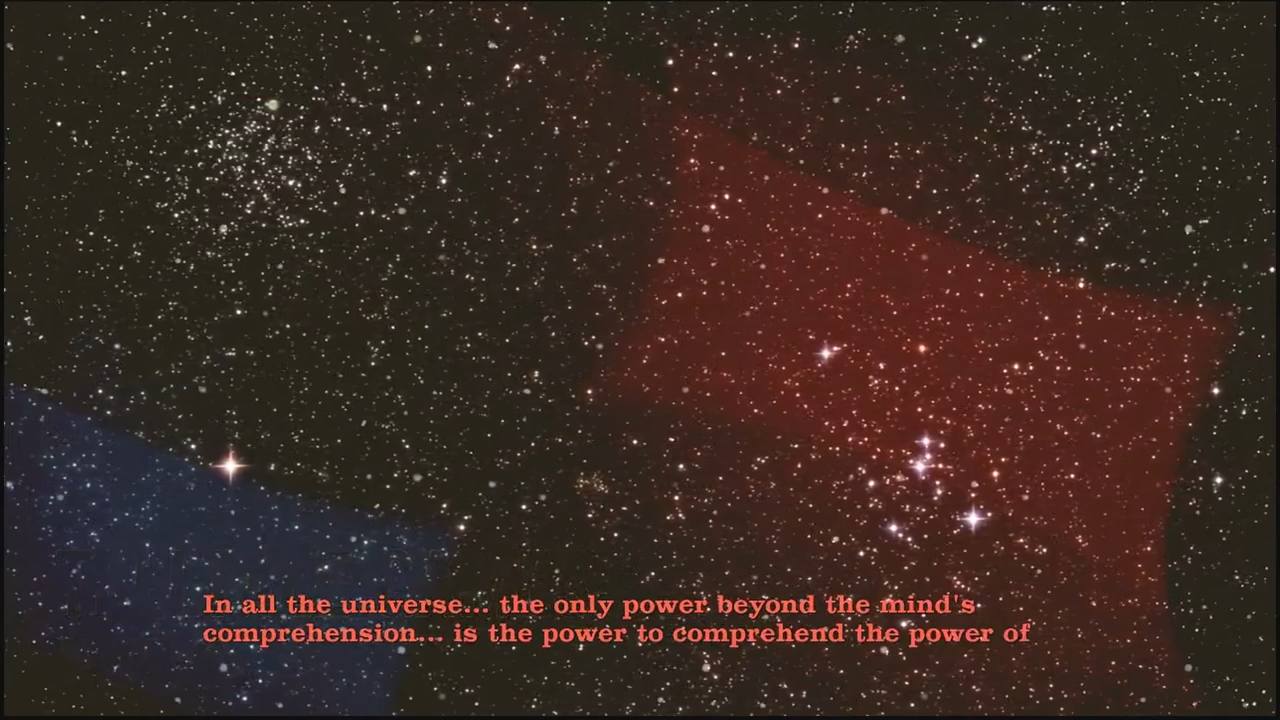 In all the universe... the only power beyond the mind's
comprehension... is the power to comprehend the power of